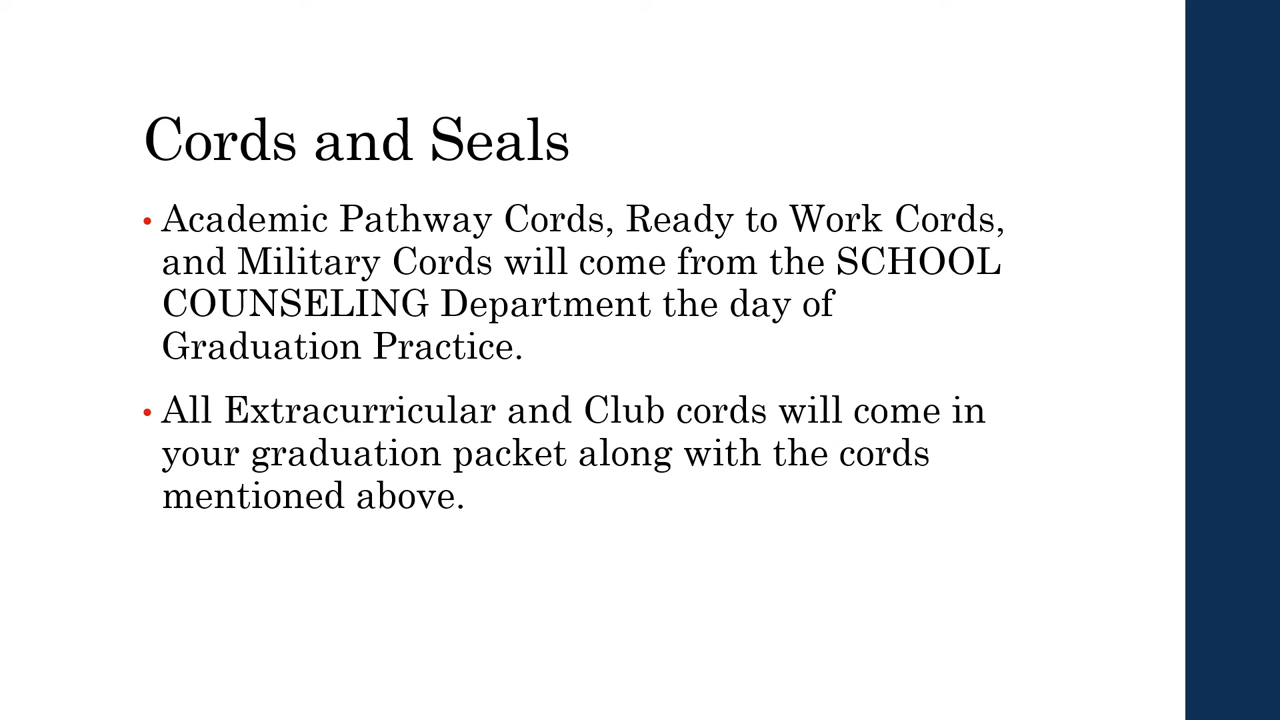 Cords and Seals
• Academic Pathway Cords, Ready to Work Cords,
and Military Cords will come from the SCHOOL
COUNSELING Department the day of
Graduation Practice.
• All Extracurricular and Club cords will come in
your graduation packet along with the cords
mentioned above.